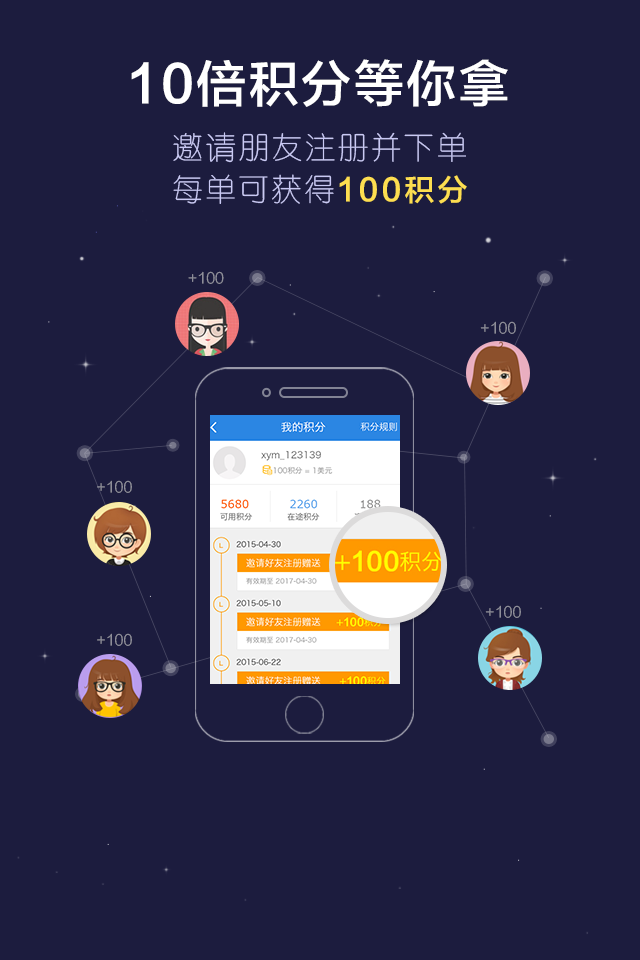 10倍积分等你拿
邀请朋友注册并下单
每单可获得100积分
+100
+100
我的积分 积分规则
xym_123139
100积分 = 1美元
+100
5680 2260 188
可用积分 在途积分
2015-04-30
邀请好友注册赠送
+100积分
有效期至 2017-04-30
2015-05-10
邀请好友注册赠送 +100积分
有效期至 2017-04-30
+100
+100
2015-06-22
邀请好友注册赠送 +100积分